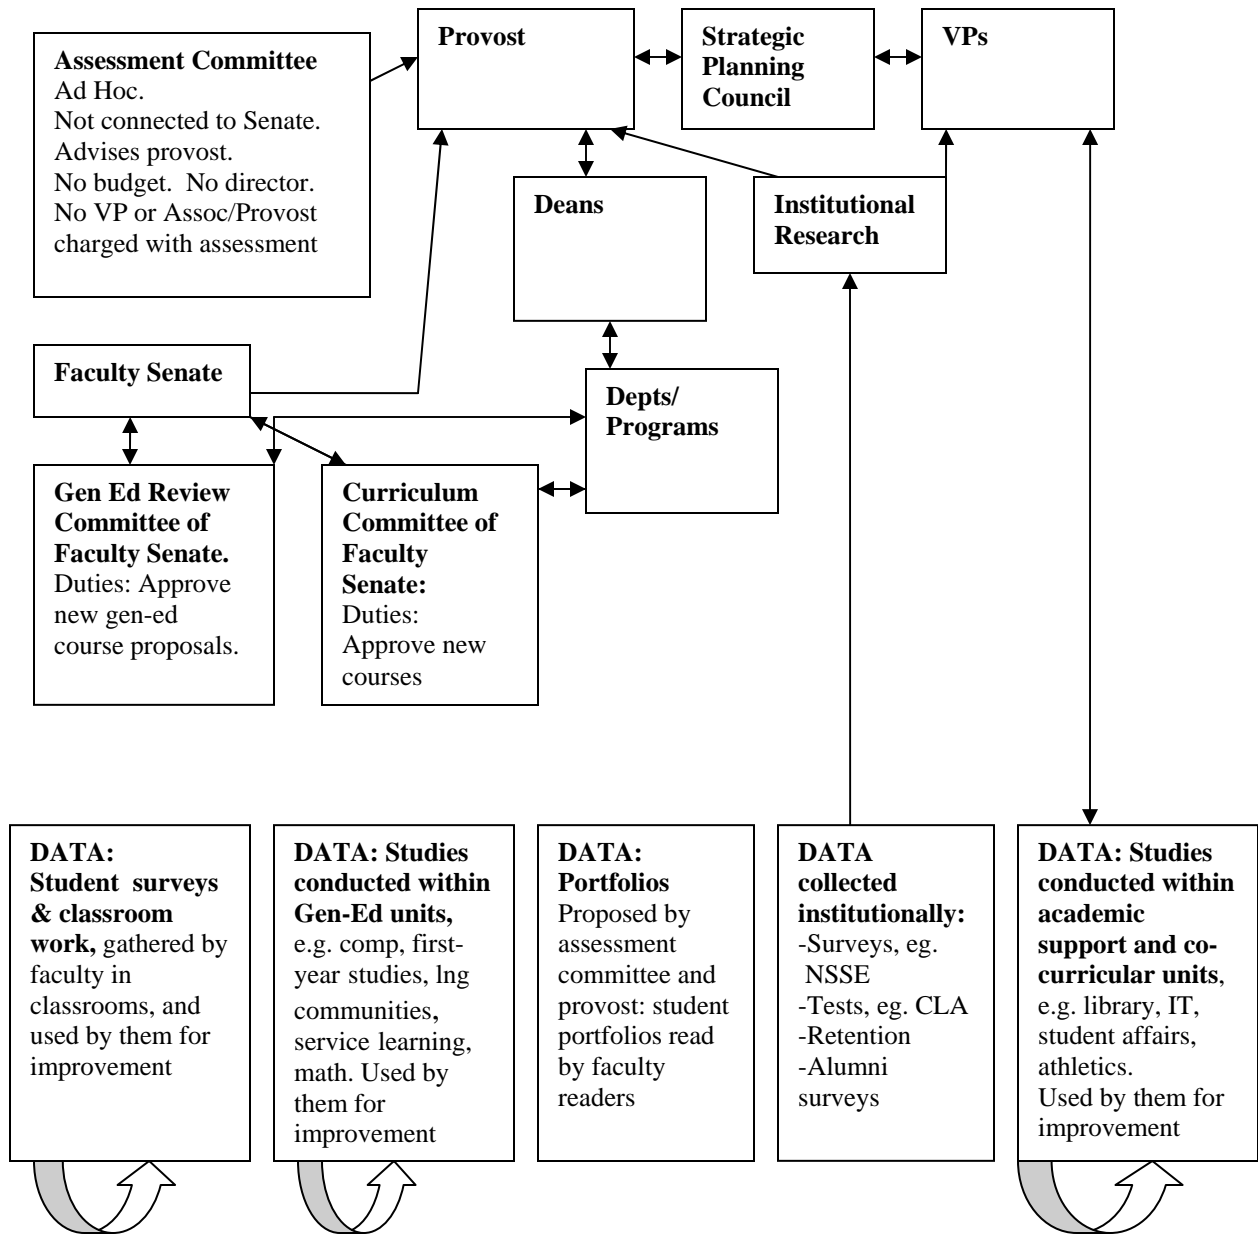 Assessment Committee
Ad Hoc.
Not connected to Senate.
Advises provost.
No budget.  No director.
No VP or Assoc/Provost
charged with assessment
Provost
Strategic
Planning
Council
VPs
Deans
Institutional
Research
Faculty Senate
Depts/
Programs
Gen Ed Review
Committee of
Faculty Senate.
Duties: Approve
new gen-ed
course proposals.
Curriculum
Committee of
Faculty
Senate:
Duties:
Approve new
courses
DATA:
Student  surveys
& classroom
work, gathered by
faculty in
classrooms, and
used by them for
improvement
DATA: Studies
conducted within
Gen-Ed units,
e.g. comp, first-
year studies, lng
communities,
service learning,
math. Used by
them for
improvement
DATA:
Portfolios
Proposed by
assessment
committee and
provost: student
portfolios read
by faculty
readers
DATA
collected
institutionally:
-Surveys, eg.
NSSE
-Tests, eg. CLA
-Retention
-Alumni
surveys
DATA: Studies
conducted within
academic
support and co-
curricular units,
e.g. library, IT,
student affairs,
athletics.
Used by them for
improvement